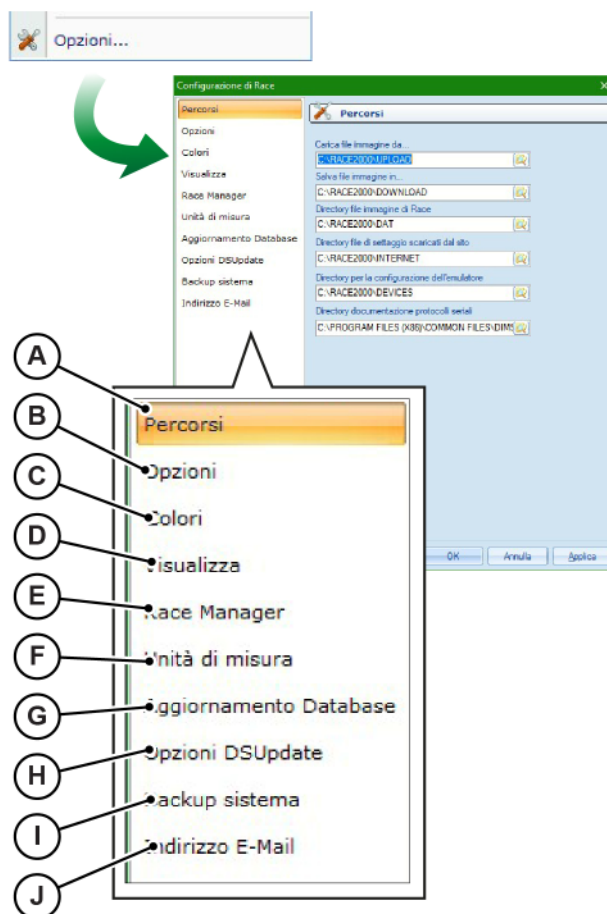 Opzioni...
Configurazione di Race
Percorsi
Opzioni
Colori
Visualizza
Race Manager
Unità di misura
Aggiornamento Database
Opzioni DSUpdate
Backup sistema
Indirizzo E-Mail
Percorsi
Carica file immagine da...
C:\RACE2000\UPLOAD
Salva file immagine in...
C:\RACE2000\DOWNLOAD
Directory file immagine di Race
C:\RACE2000\DAT
Directory file di settaggio scaricati dal sito
C:\RACE2000\INTERNET
Directory per la configurazione dell'emulatore
C:\RACE2000\DEVICES
Directory documentazione protocolli seriali
C:\PROGRAM FILES (X86)\COMMON FILES\DIMS
OK Annulla Applica
A
Percorsi
B
Opzioni
C
Colori
D
Visualizza
E
Race Manager
F
Unità di misura
G
Aggiornamento Database
H
Opzioni DSUpdate
I
Backup sistema
J
Indirizzo E-Mail